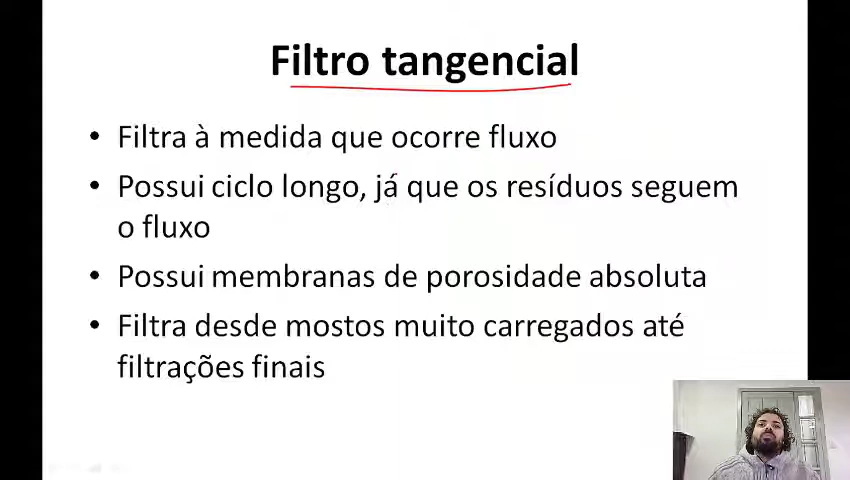 Filtro tangencial
• Filtra à medida que ocorre fluxo
• Possui ciclo longo, já que os resíduos seguem
o fluxo
• Possui membranas de porosidade absoluta
• Filtra desde mostos muito carregados até
filtrações finais